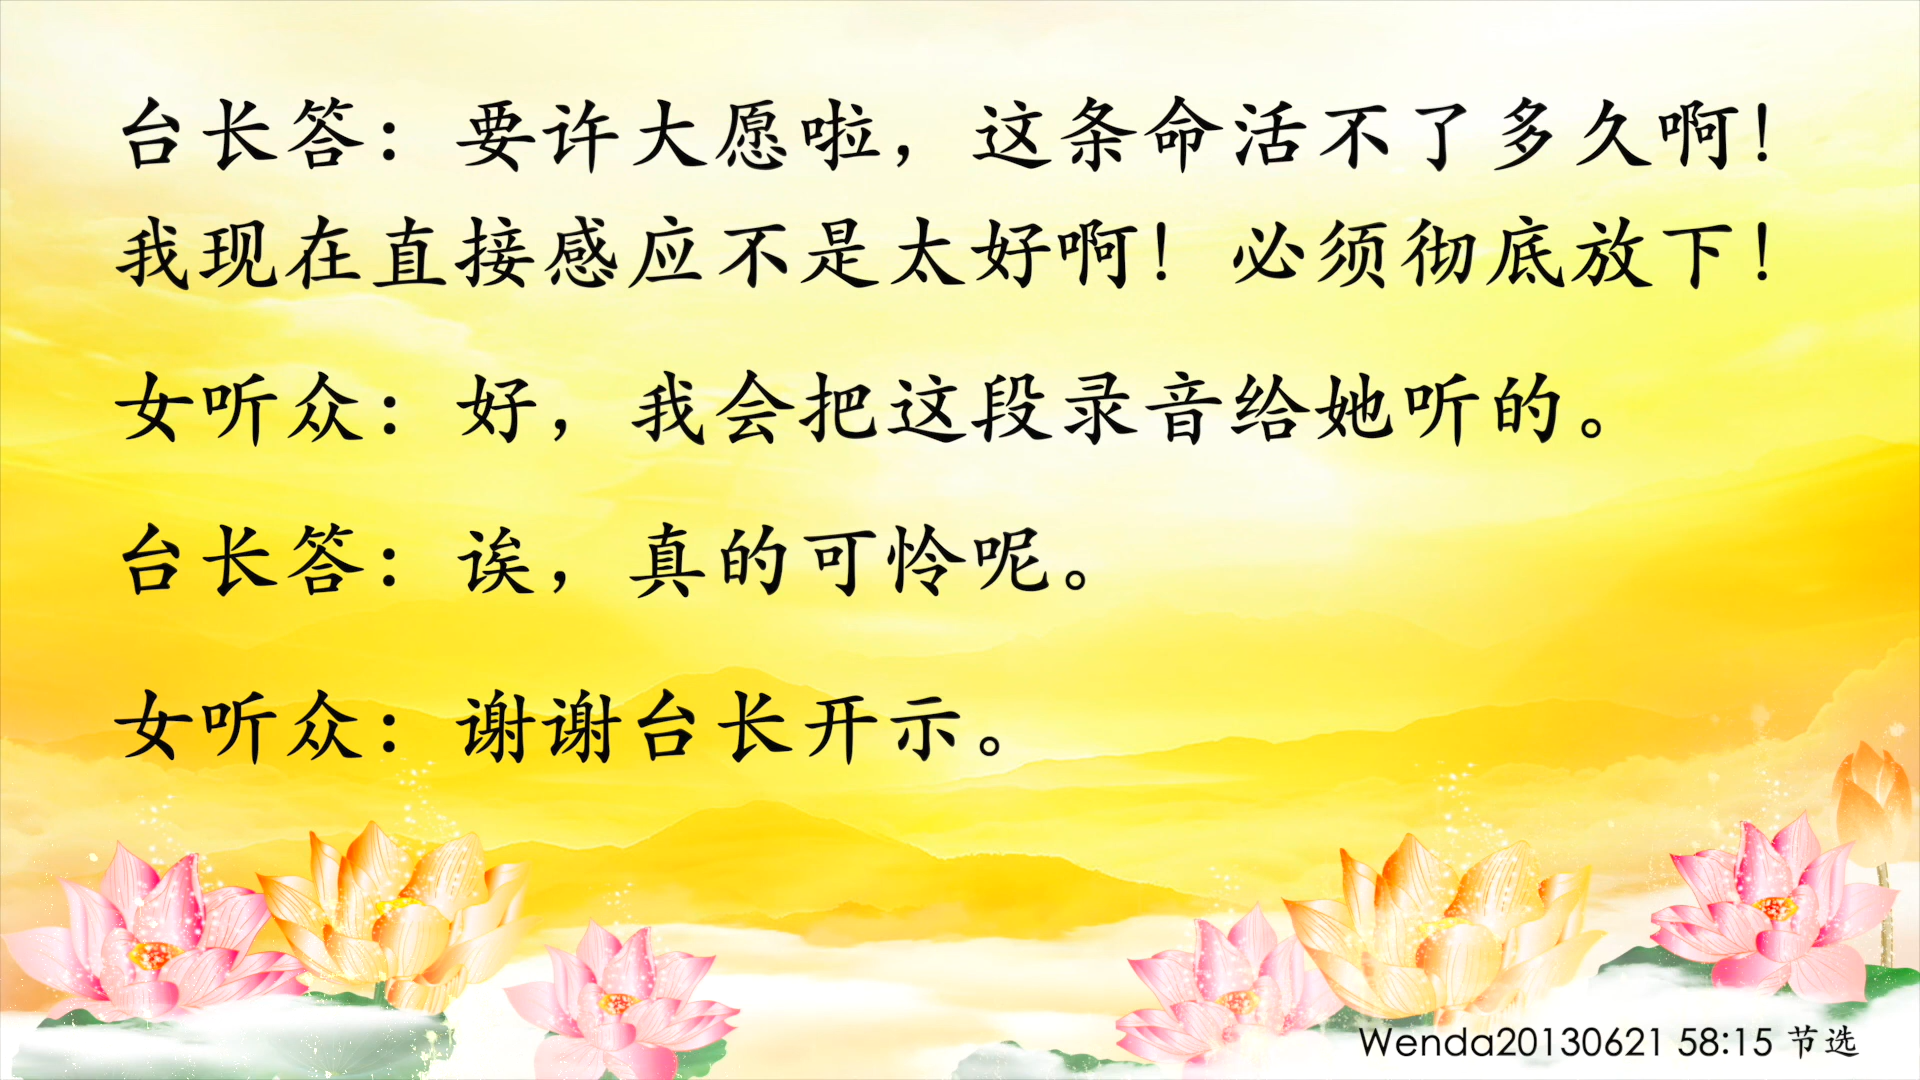 台长答：要许大愿啦，这条命活不了多久啊！
我现在直接感应不是太好啊！必须彻底放下！
女听众：好，我会把这段录音给她听的。
台长答：诶，真的可怜呢。
女听众：谢谢台长开示。
Wenda20130621 58:15 节选